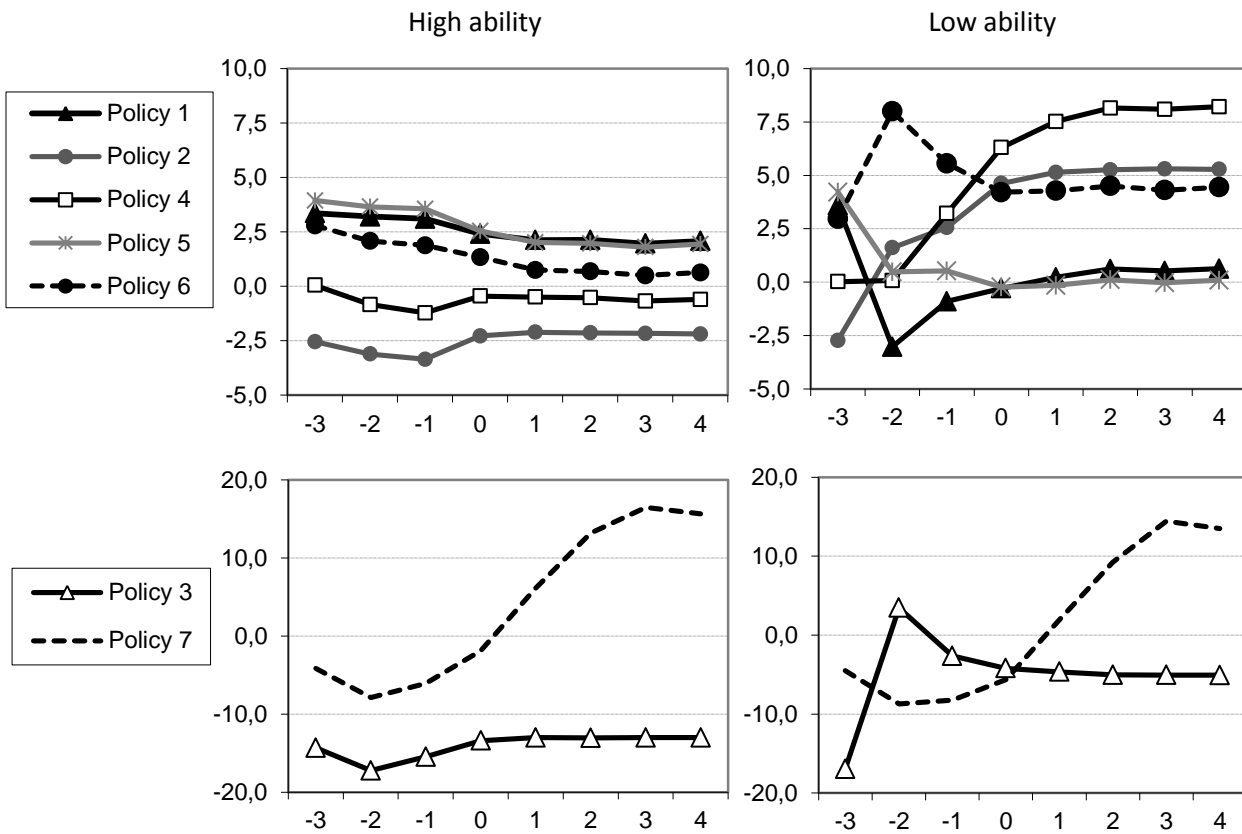 High ability
Low ability
Policy 1
Policy 2
Policy 4
Policy 5
Policy 6
10,0
7,5
5,0
2,5
0,0
-2,5
-5,0
-3 -2 -1 0 1 2 3 4
10,0
7,5
5,0
2,5
0,0
-2,5
-5,0
-3 -2 -1 0 1 2 3 4
Policy 3
Policy 7
20,0
10,0
0,0
-10,0
-20,0
-3 -2 -1 0 1 2 3 4
20,0
10,0
0,0
-10,0
-20,0
-3 -2 -1 0 1 2 3 4